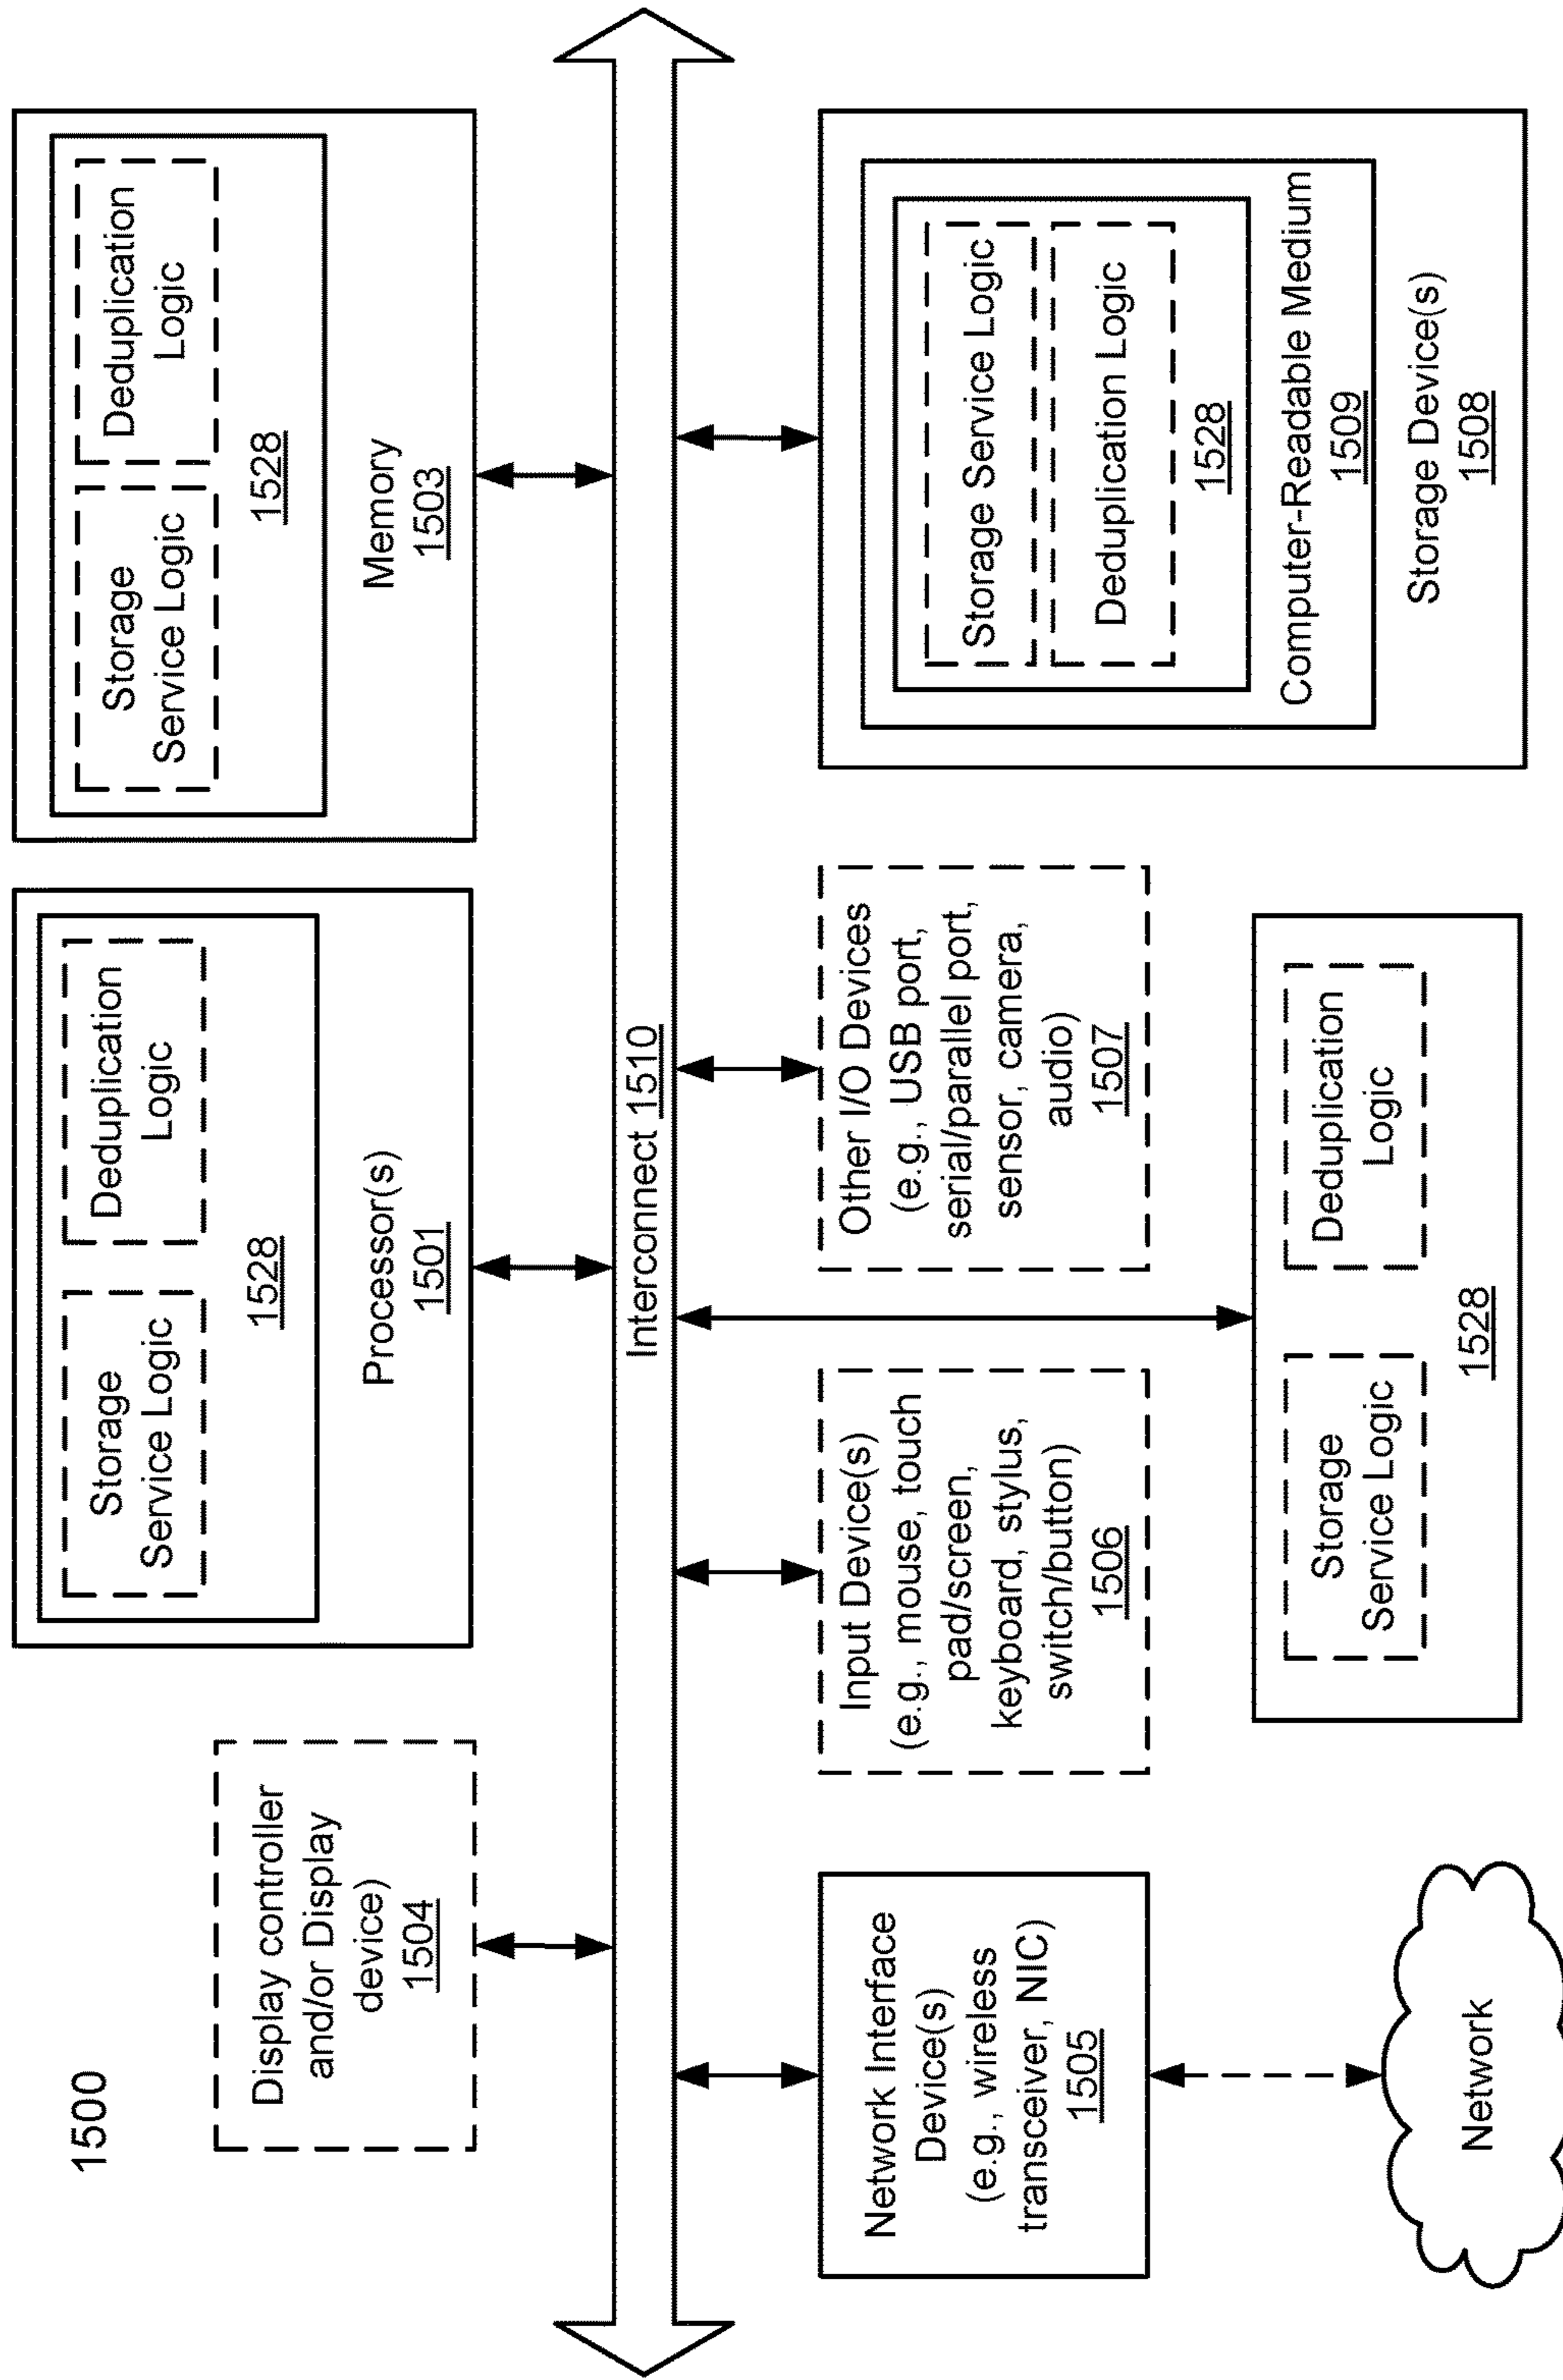 1500
Display controller
and/or Display
device)
1504
Storage
Service Logic
Deduplication
Logic
1528
Processor(s)
1501
Storage
Service Logic
Deduplication
Logic
1528
Memory
1503
Interconnect 1510
Network Interface
Device(s)
(e.g., wireless
transceiver, NIC)
1505
Network
Input Device(s)
(e.g., mouse, touch
pad/screen,
keyboard, stylus,
switch/button)
1506
Other I/O Devices
(e.g., USB port,
serial/parallel port,
sensor, camera,
audio)
1507
Storage
Service Logic
Deduplication
Logic
1528
Storage Service Logic
Deduplication Logic
1528
Computer-Readable Medium
1509
Storage Device(s)
1508